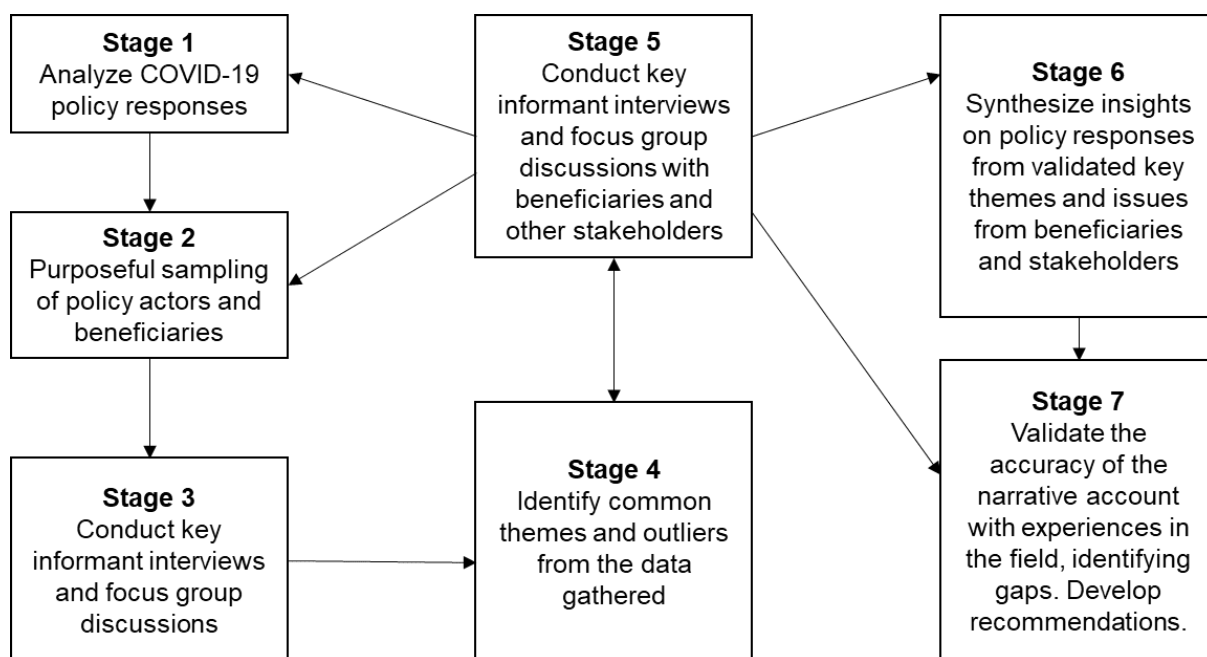 Stage 1
Analyze COVID-19
policy responses
Stage 2
Purposeful sampling
of policy actors and
beneficiaries
Stage 3
Conduct key
informant interviews
and focus group
discussions
Stage 4
Identify common
themes and outliers
from the data
gathered
Stage 5
Conduct key
informant interviews
and focus group
discussions with
beneficiaries and
other stakeholders
Stage 6
Synthesize insights
on policy responses
from validated key
themes and issues
from beneficiaries
and stakeholders
Stage 7
Validate the
accuracy of the
narrative account
with experiences in
the field, identifying
gaps. Develop
recommendations.